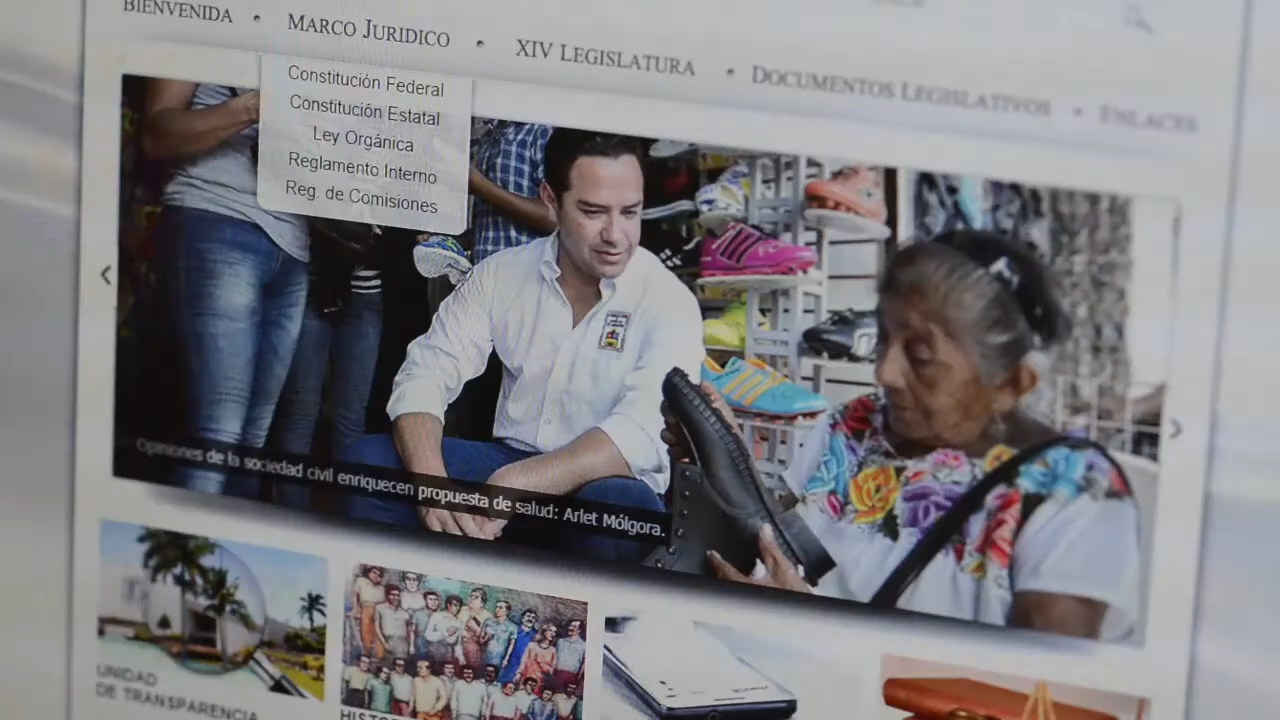 BIENVENIDA • MARCO JURIDICO • XIV LEGISLATURA • DOCUMENTOS LEGISLATIVOS • ENLACES
Constitución Federal
Constitución Estatal
Ley Orgánica
Reglamento Interno
Reg. de Comisiones
Opiniones de la sociedad civil enriquecen propuesta de salud: Arlet Mólgora.
UNIDAD
DE TRANSPARENCIA